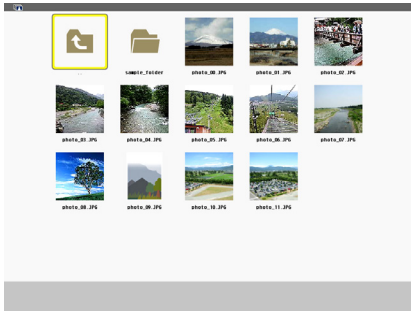 ...
sample_folder
photo_00.JPG
photo_01.JPG
photo_02.JPG
photo_03.JPG
photo_04.JPG
photo_05.JPG
photo_06.JPG
photo_07.JPG
photo_08.JPG
photo_09.JPG
photo_10.JPG
photo_11.JPG